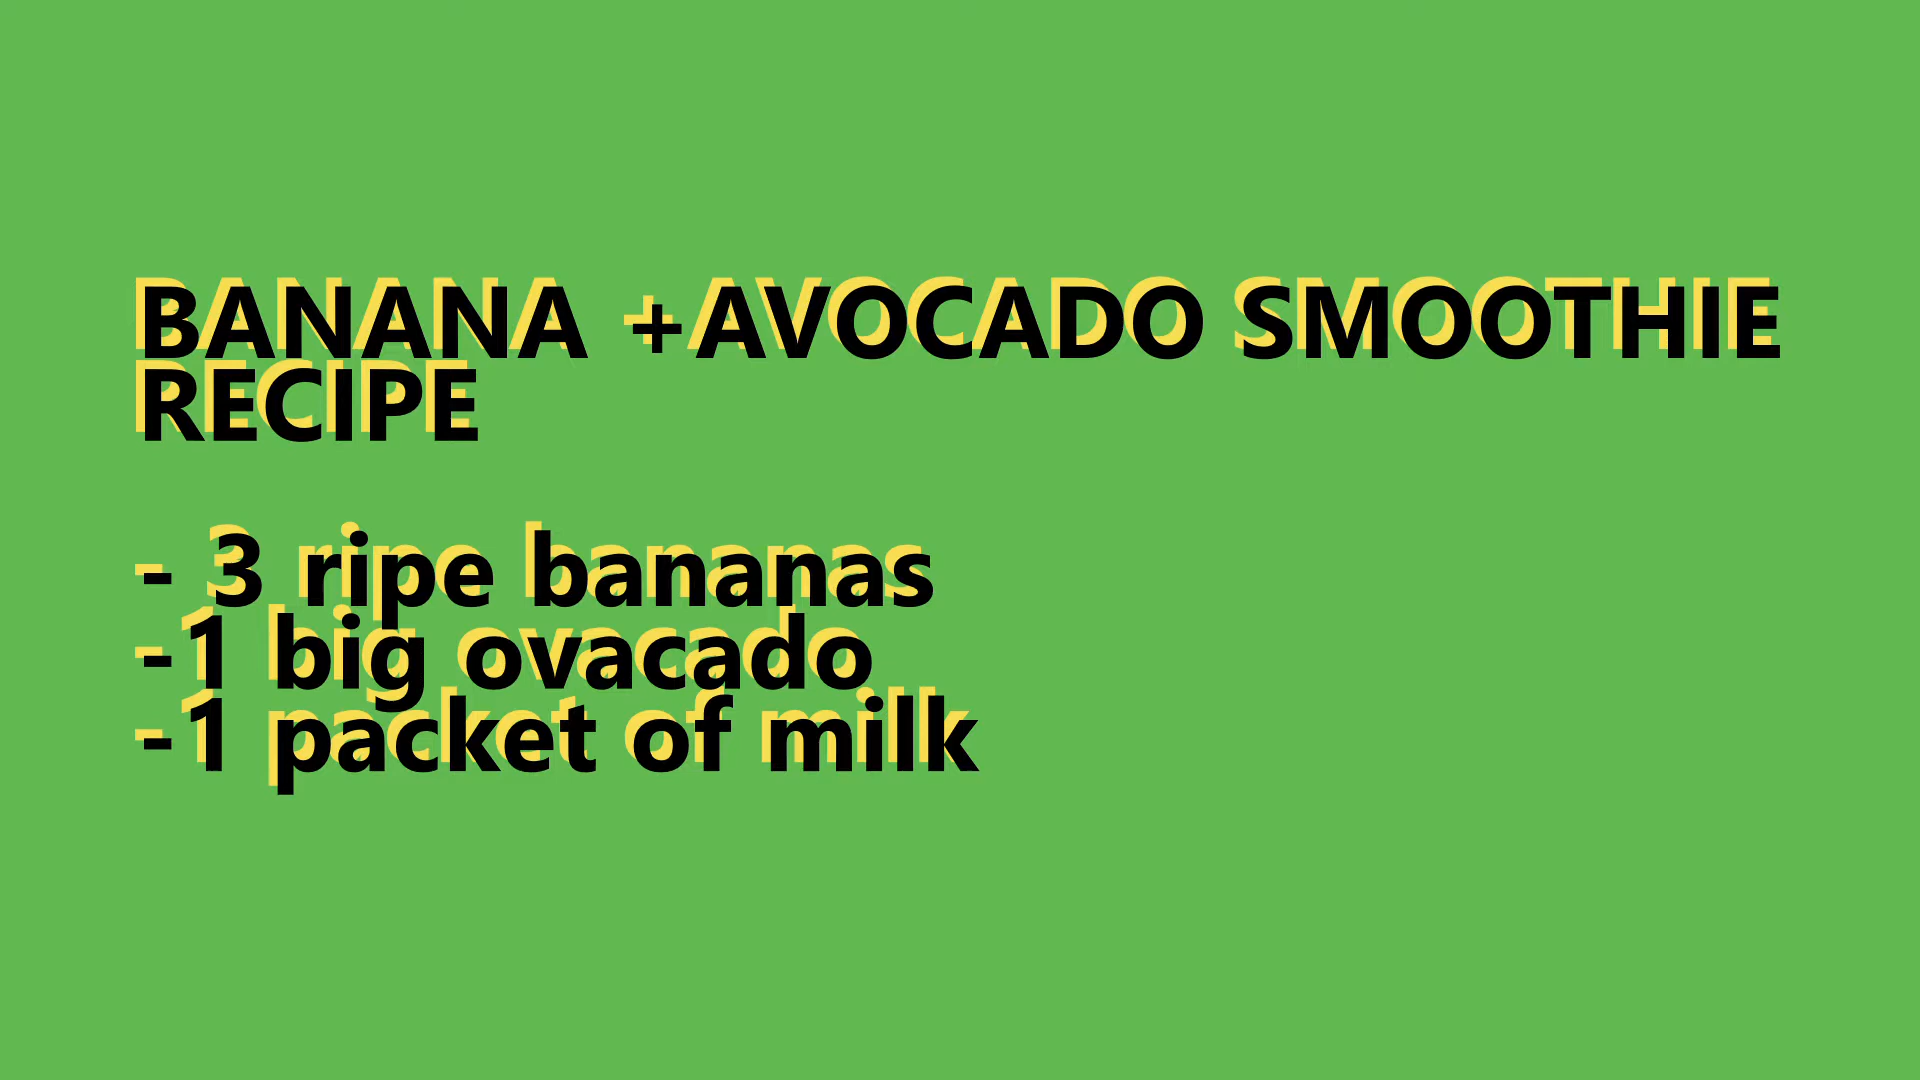 BANANA +AVOCADO SMOOTHIE
RECIPE
- 3 ripe bananas
-1 big ovacado
-1 packet of milk